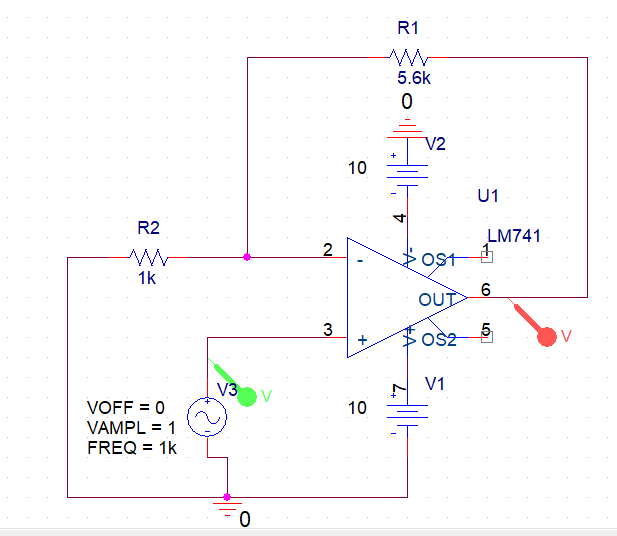 R1
5.6k
0
V2
+
10
-
4
U1
R2
1k
2
-
V-
OS1
1
LM741
OUT
6
3
+
V+
OS2
5
V
V3
V
+
-
VOFF = 0
VAMPL = 1
FREQ = 1k
7
V1
+
10
-
0